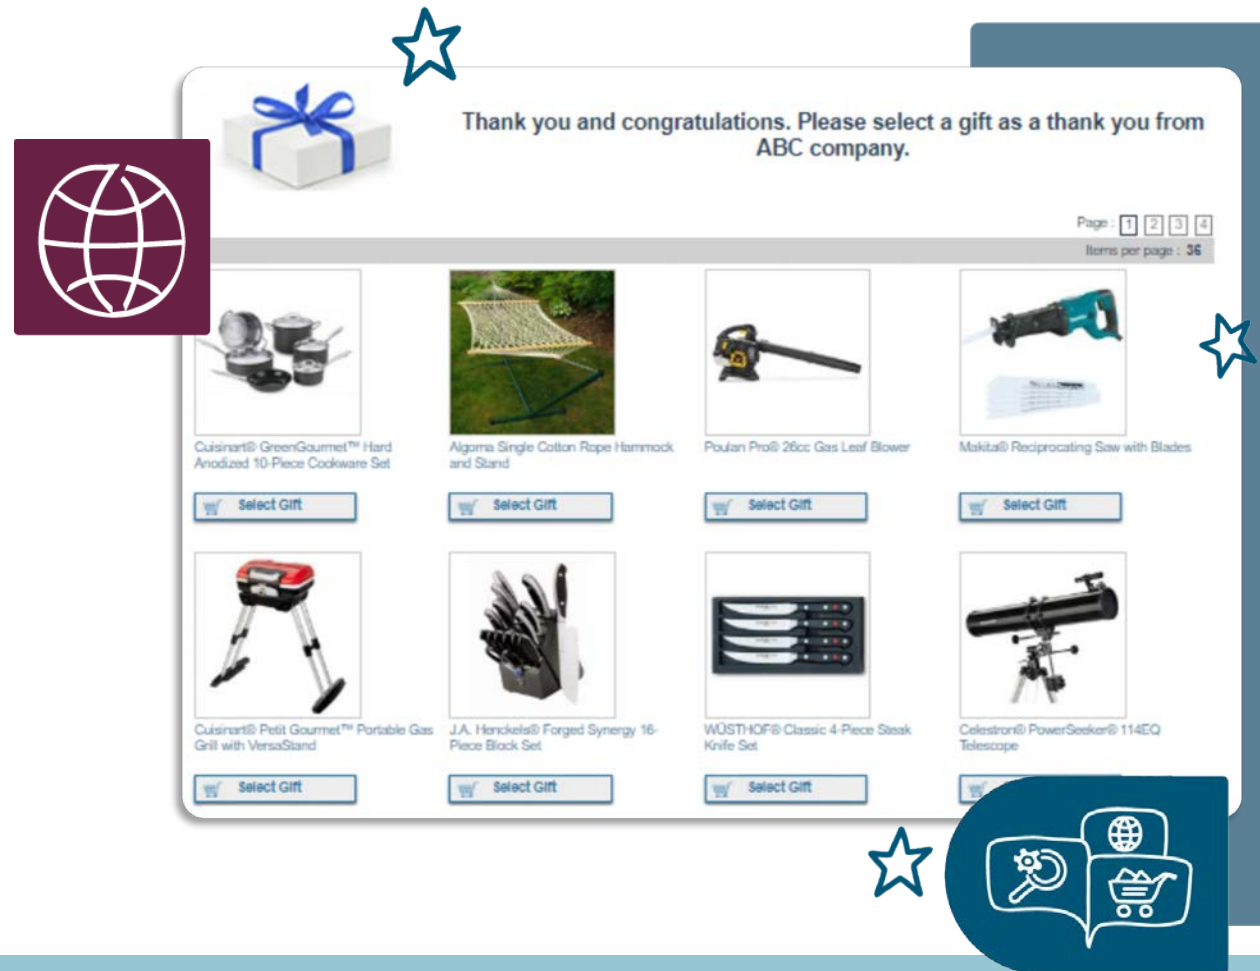 Thank you and congratulations. Please select a gift as a thank you from
ABC company.
Page : 1 2 3 4
Items per page : 36
Cuisinart® GreenGourmet™ Hard
Anodized 10-Piece Cookware Set
Algoma Single Cotton Rope Hammock
and Stand
Poulan Pro® 26cc Gas Leaf Blower
Makita® Reciprocating Saw with Blades
Select Gift
Select Gift
Select Gift
Select Gift
Cuisinart® Petit Gourmet™ Portable Gas
Grill with VersaStand
J.A. Henckels® Forged Synergy 16-
Piece Block Set
WÜSTHOF® Classic 4-Piece Steak
Knife Set
Celestron® PowerSeeker® 114EQ
Telescope
Select Gift
Select Gift
Select Gift